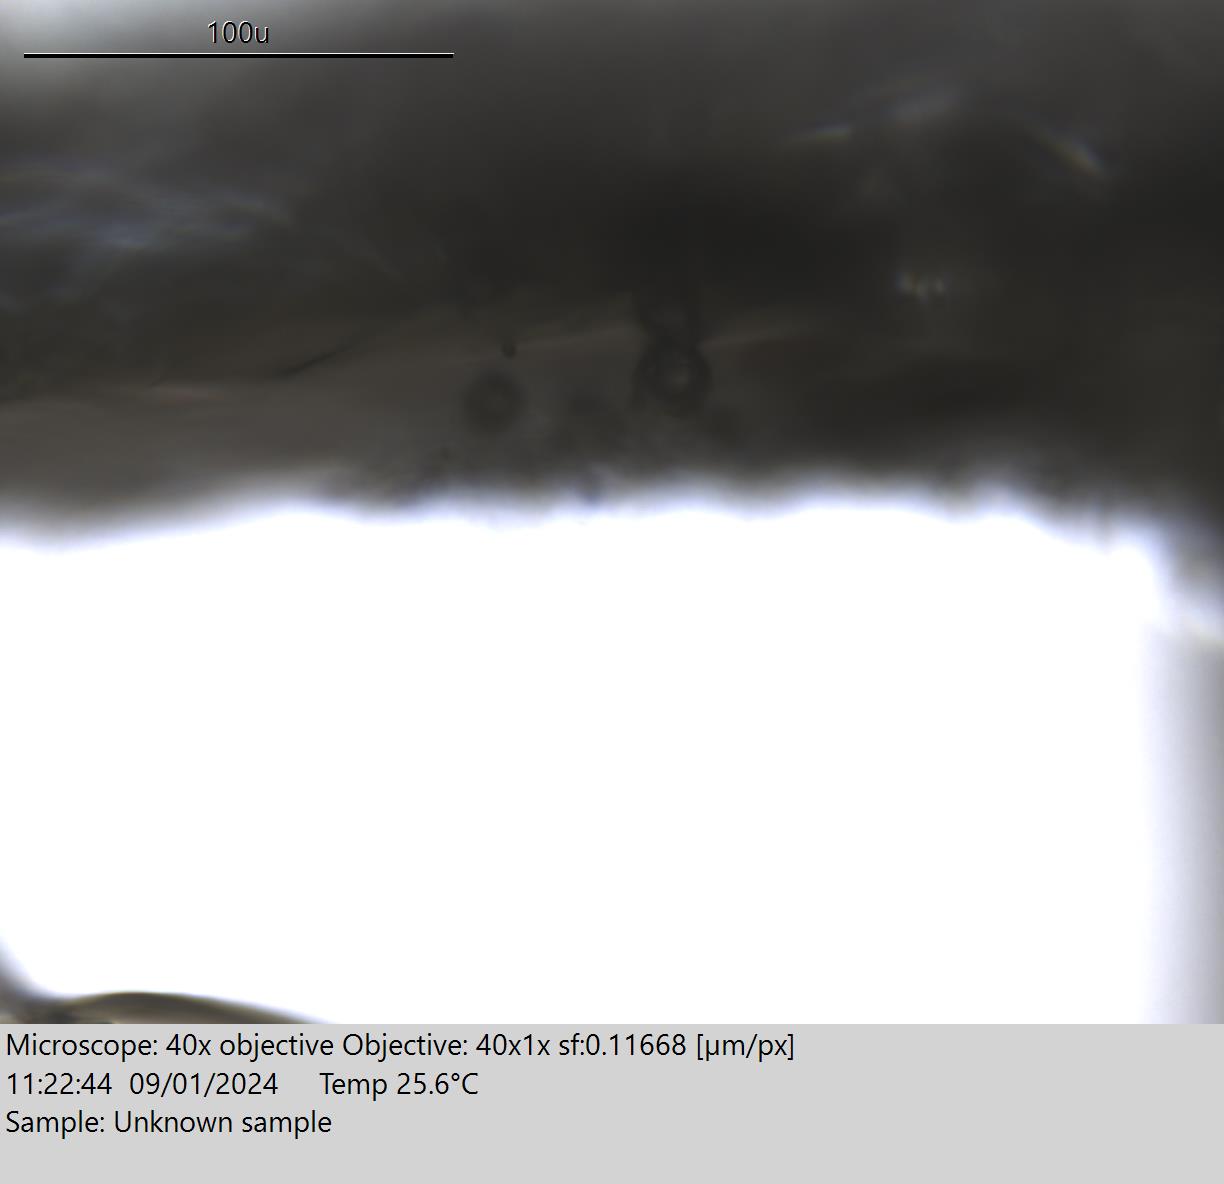 100u
Microscope: 40x objective Objective: 40x1x sf:0.11668 [µm/px]
11:22:44  09/01/2024     Temp 25.6°C
Sample: Unknown sample